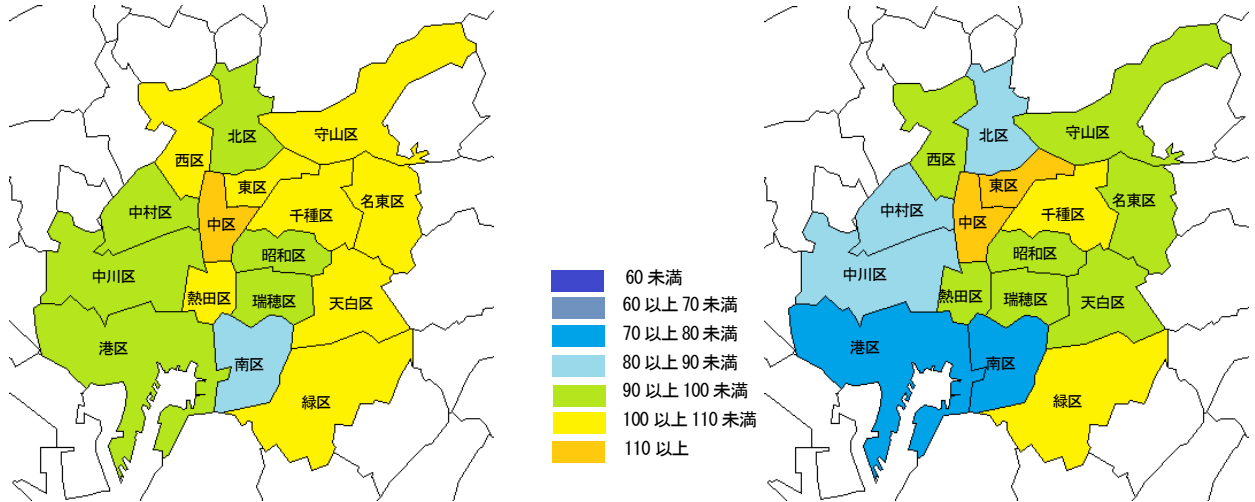 北区
守山区
西区
東区
名東区
中村区
中区
千種区
昭和区
中川区
熱田区
瑞穂区
天白区
港区
南区
緑区
60 未満
60 以上 70 未満
70 以上 80 未満
80 以上 90 未満
90 以上 100 未満
100 以上 110 未満
110 以上
北区
守山区
西区
東区
名東区
中村区
中区
千種区
昭和区
中川区
熱田区
瑞穂区
天白区
港区
南区
緑区